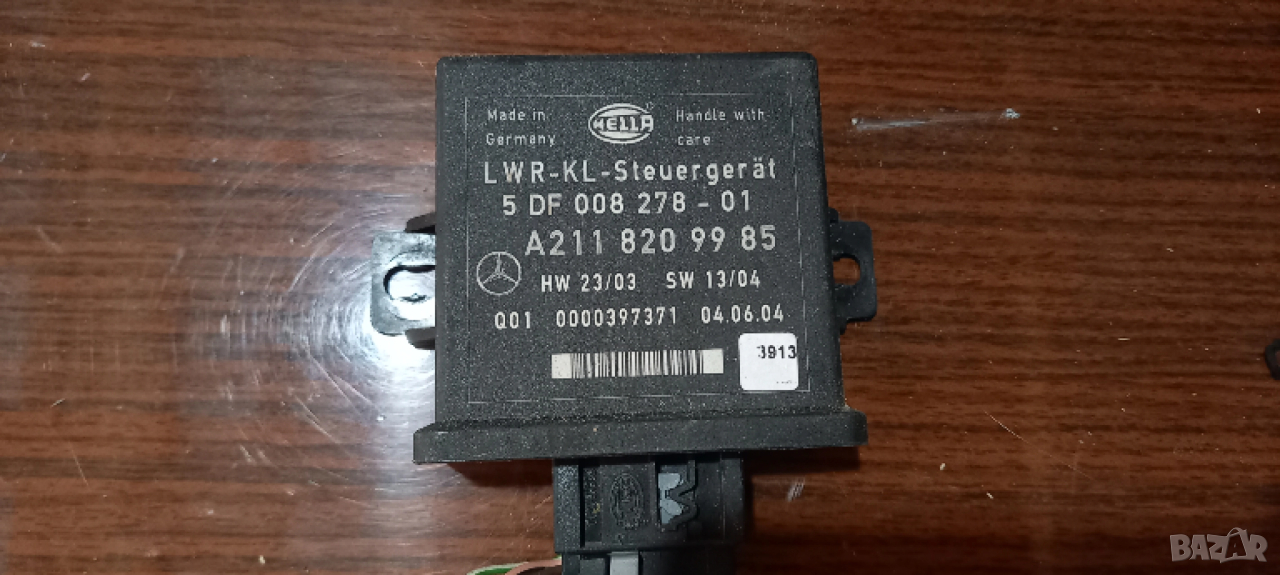 Made in
Germany
HELLA
Handle with
care
LWR-KL-Steuergerät
5 DF 008 278 - 01
A211 820 99 85
HW 23/03 SW 13/04
Q01 0000397371 04.06.04
3913
BAZAR